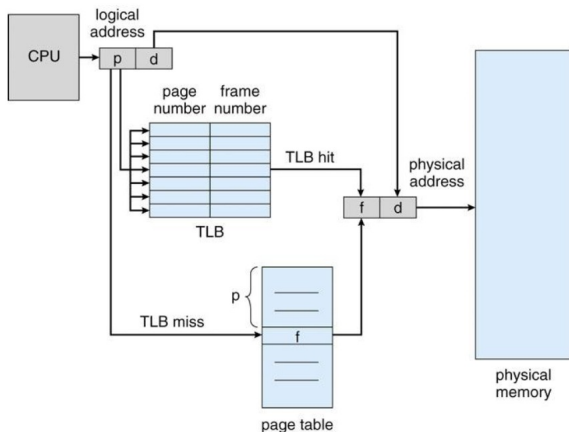 logical
address
CPU
p d
page
number
frame
number
TLB hit
physical
address
f d
TLB
p
TLB miss
f
page table
physical
memory